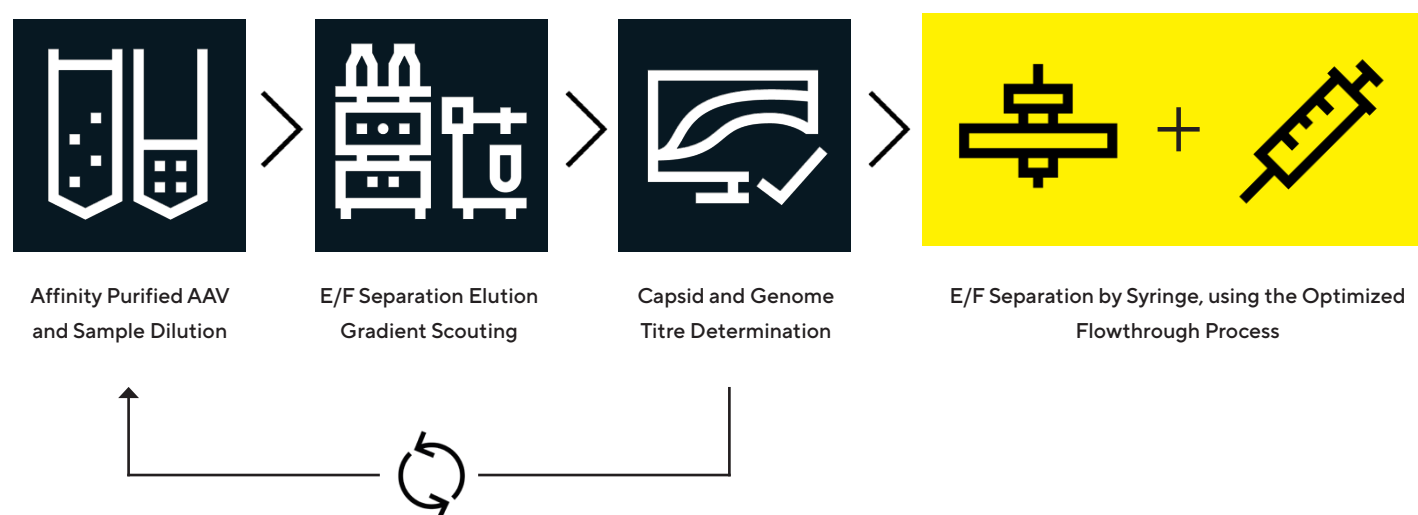 Affinity Purified AAV
and Sample Dilution
E/F Separation Elution
Gradient Scouting
Capsid and Genome
Titre Determination
E/F Separation by Syringe, using the Optimized
Flowthrough Process